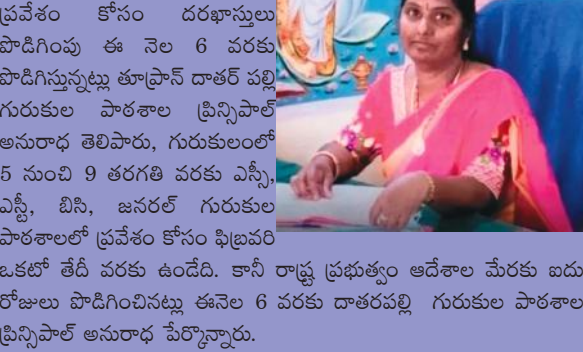 ప్రవేశం కోసం దరఖాస్తులు
పొడిగింపు ఈ నెల 6 వరకు
పొడిగిస్తున్నట్లు తూప్రాన్ దాతర్ పల్లి
గురుకుల పాఠశాల ప్రిన్సిపాల్
అనురాధ తెలిపారు, గురుకులంలో
5 నుంచి 9 తరగతి వరకు ఎస్సీ,
ఎస్టీ, బిసి, జనరల్ గురుకుల
పాఠశాలలో ప్రవేశం కోసం ఫిబ్రవరి
ఒకటో తేదీ వరకు ఉండేది. కానీ రాష్ట్ర ప్రభుత్వం ఆదేశాల మేరకు ఐదు
రోజులు పొడిగించినట్లు ఈనెల 6 వరకు దాతరపల్లి గురుకుల పాఠశాల
ప్రిన్సిపాల్ అనురాధ పేర్కొన్నారు.